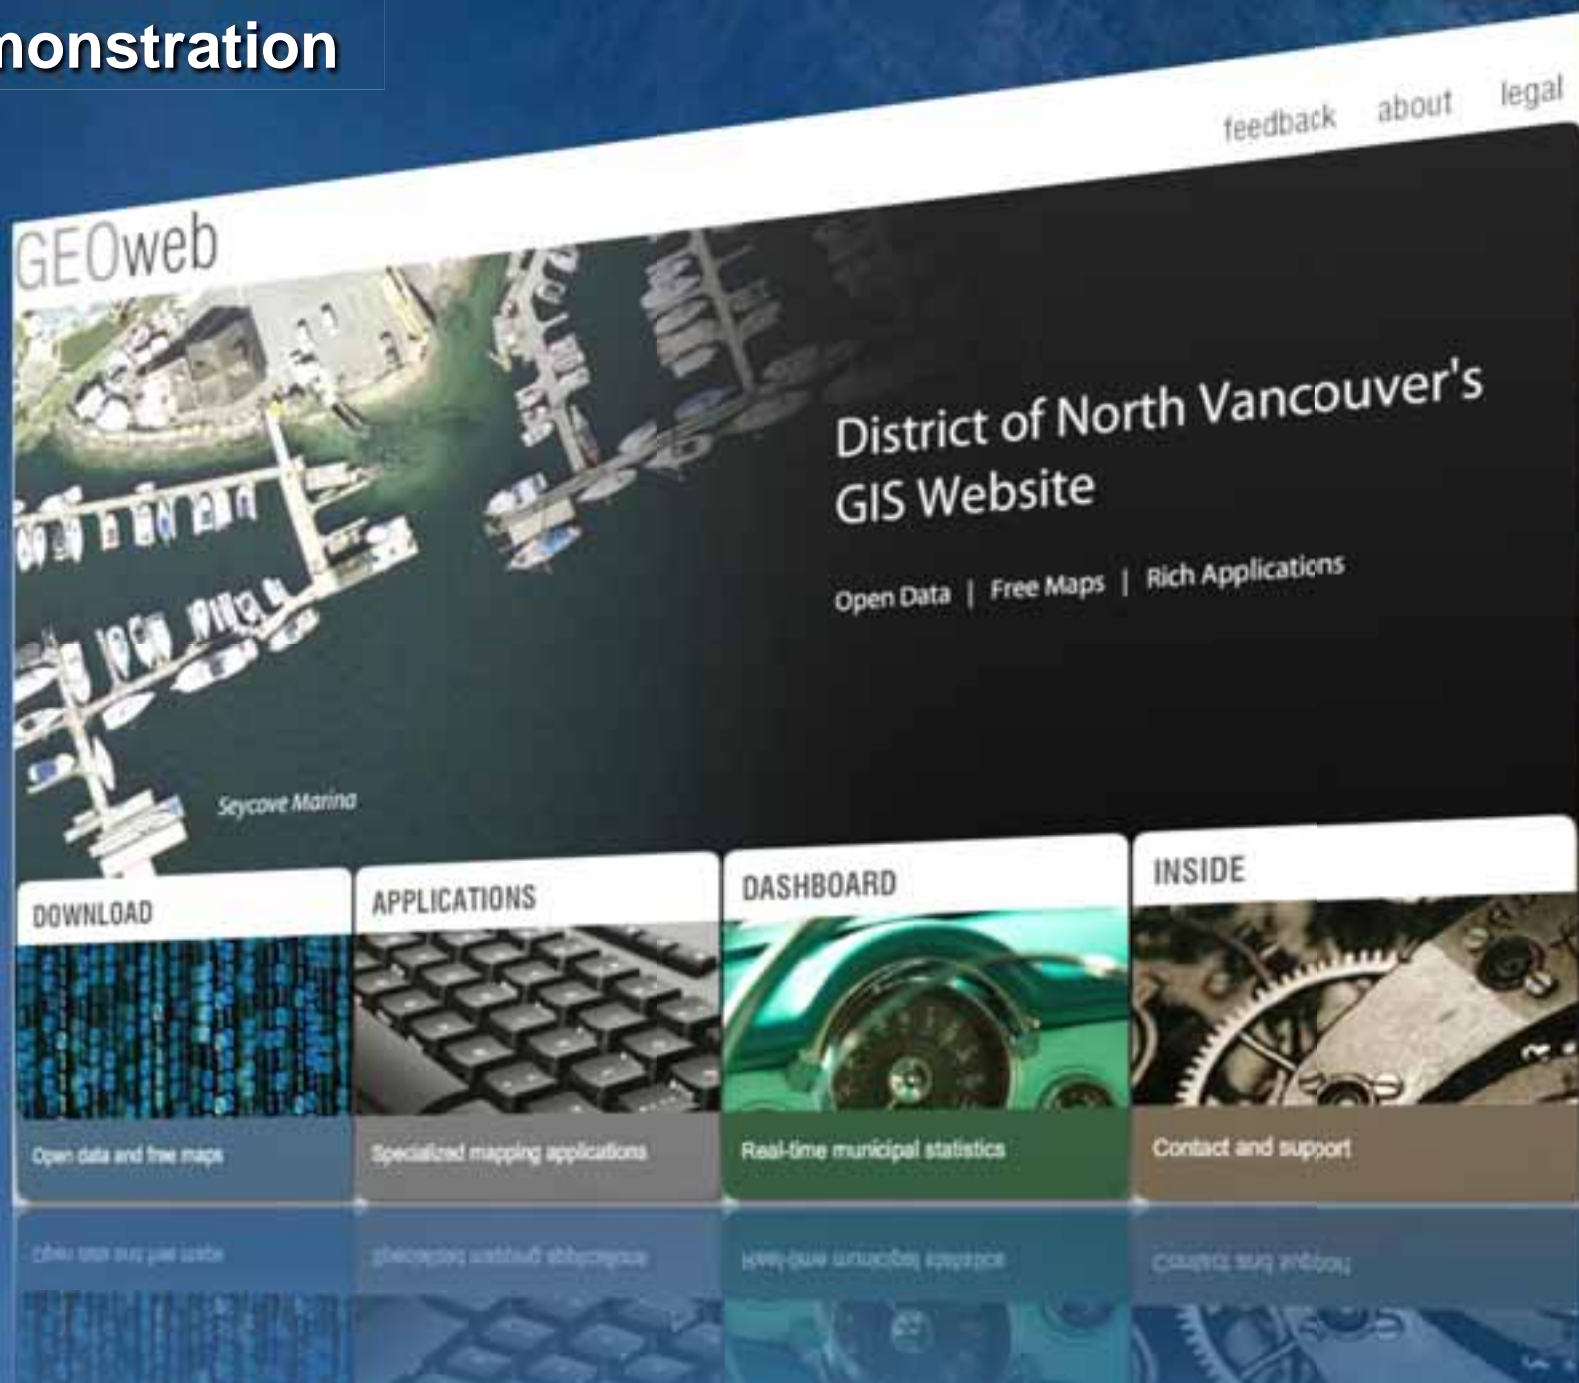 monstration
feedback about legal
GEOweb
District of North Vancouver's
GIS Website
Open Data | Free Maps | Rich Applications
Seycove Marina
DOWNLOAD
APPLICATIONS
DASHBOARD
INSIDE
Open data and free maps
Specialized mapping applications
Real-time municipal statistics
Contact and support